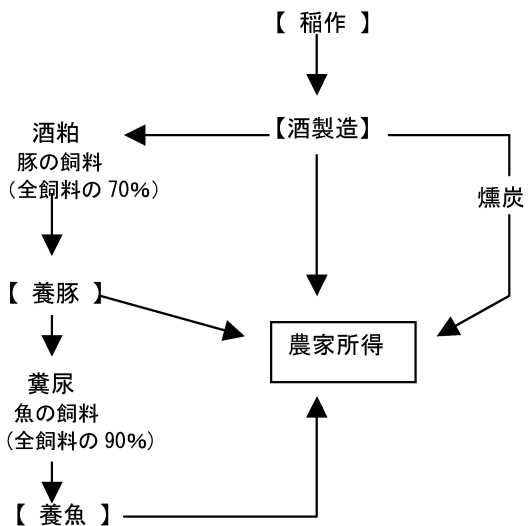 【 稲作 】
【酒製造】
酒粕
豚の飼料
(全飼料の 70%)
燻炭
【 養豚 】
農家所得
糞尿
魚の飼料
(全飼料の 90%)
【 養魚 】